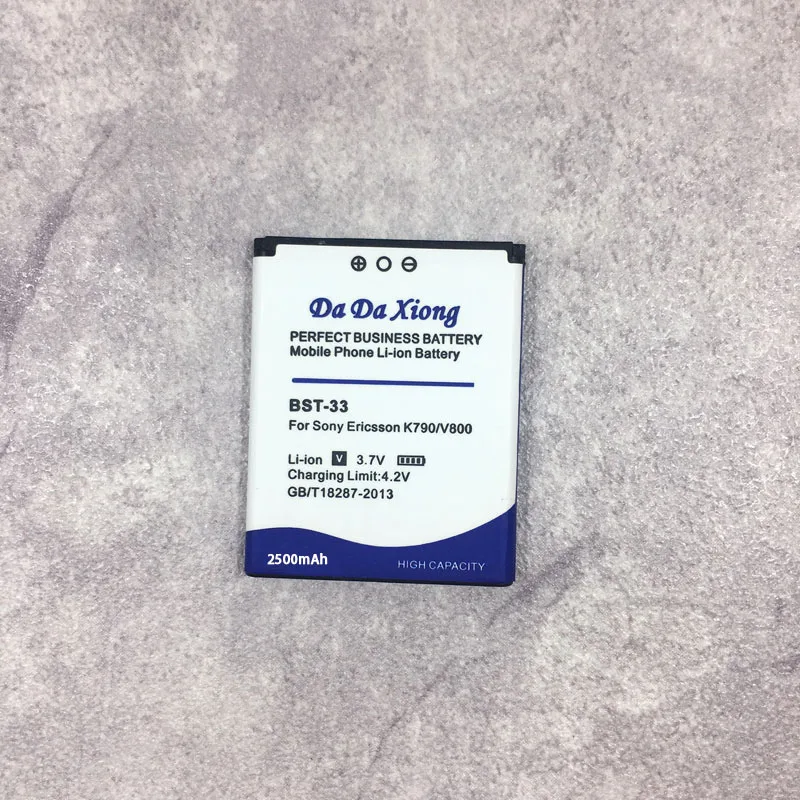 ⊕ O ⊖
Da Da Xiong
PERFECT BUSINESS BATTERY
Mobile Phone Li-ion Battery
BST-33
For Sony Ericsson K790/V800
Li-ion V 3.7V
Charging Limit:4.2V
GB/T18287-2013
2500mAh
HIGH CAPACITY